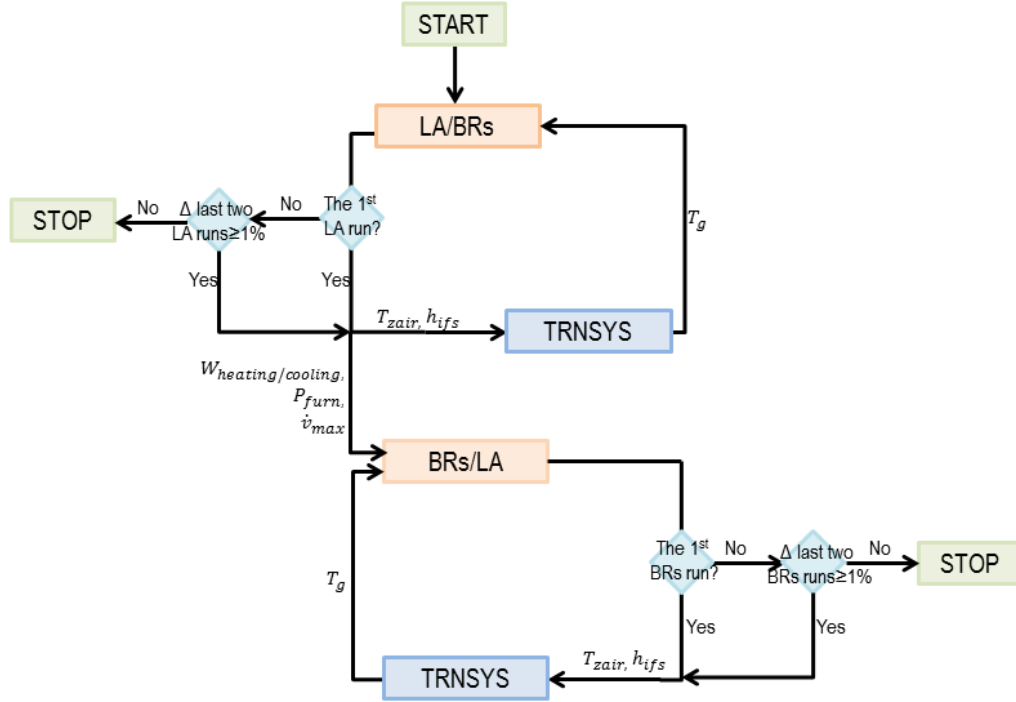 START
LA/BRs
The 1st
LA run?
No
Δ last two
LA runs≥1%
No
STOP
Yes
Yes
T_g
T_zair, h_ifs
TRNSYS
W_heating/cooling,
P_furn,
v̇_max
BRs/LA
The 1st
BRs run?
No
Δ last two
BRs runs≥1%
No
STOP
T_g
Yes
Yes
T_zair, h_ifs
TRNSYS